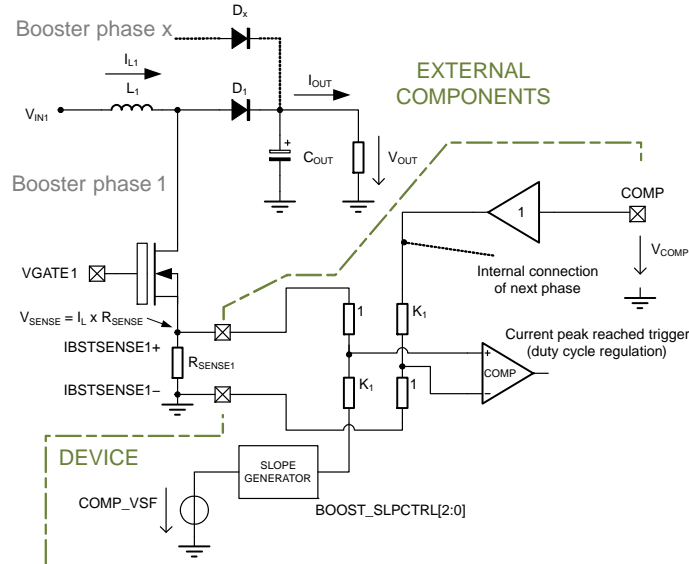 Booster phase x
Dx
IL1
L1
VIN1
D1
IOUT
EXTERNAL
COMPONENTS
+
COUT
VOUT
Booster phase 1
1
COMP
VCOMP
VGATE1
Internal connection
of next phase
VSENSE = IL x RSENSE
1
K1
Current peak reached trigger
(duty cycle regulation)
IBSTSENSE1+
RSENSE1
+
COMP
−
K1
1
IBSTSENSE1−
DEVICE
SLOPE
GENERATOR
COMP_VSF
BOOST_SLPCTRL[2:0]